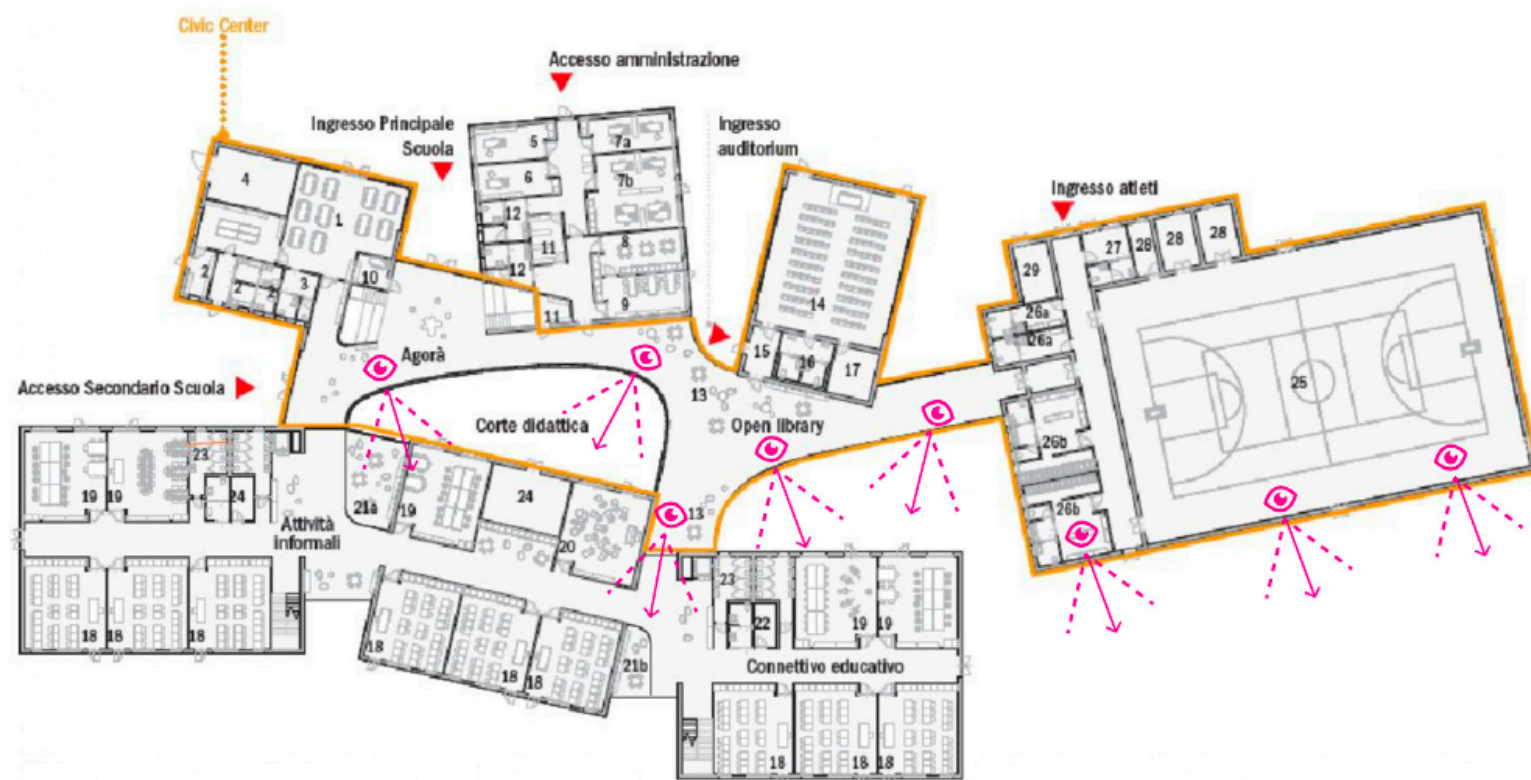 Civic Center
Accesso amministrazione
Ingresso Principale
Scuola
Ingresso
auditorium
Ingresso atleti
Accesso Secondario Scuola
Agorà
Corte didattica
Open library
Attività
informali
Connettivo educativo
4
1
2
2
2
3
10
5
6
7a
7b
12
11
12
8
9
11
14
15
16
17
13
13
29
27
28
28
28
26a
26a
26b
26b
25
19
19
23
24
21a
19
24
20
18
18
18
18
18
18
21b
23
22
19
19
18
18
18